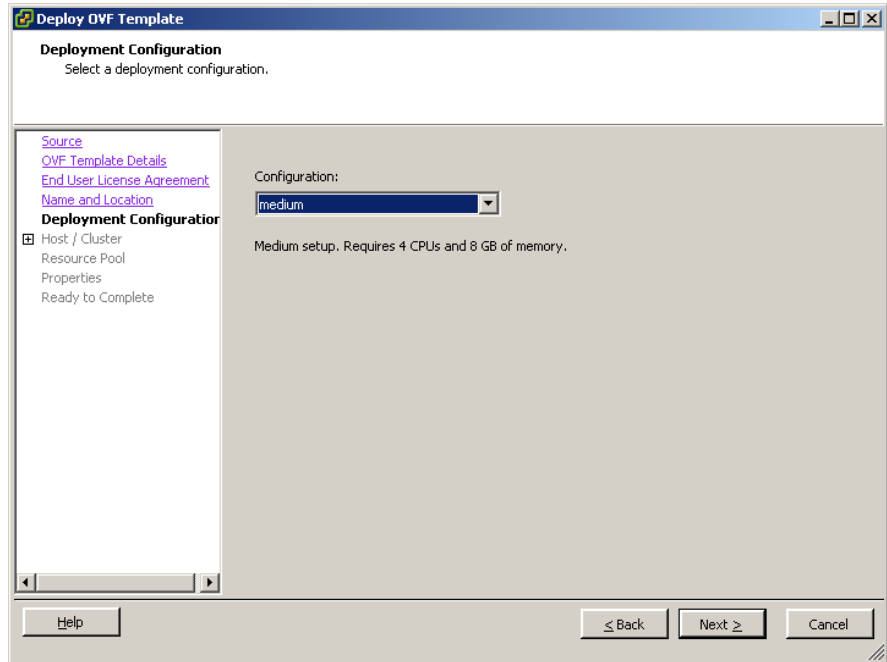 Deploy OVF Template
Deployment Configuration
Select a deployment configuration.
Source
OVF Template Details
End User License Agreement
Name and Location
Deployment Configuration
Host / Cluster
Resource Pool
Properties
Ready to Complete
Configuration:
medium
Medium setup. Requires 4 CPUs and 8 GB of memory.
Help
< Back
Next >
Cancel